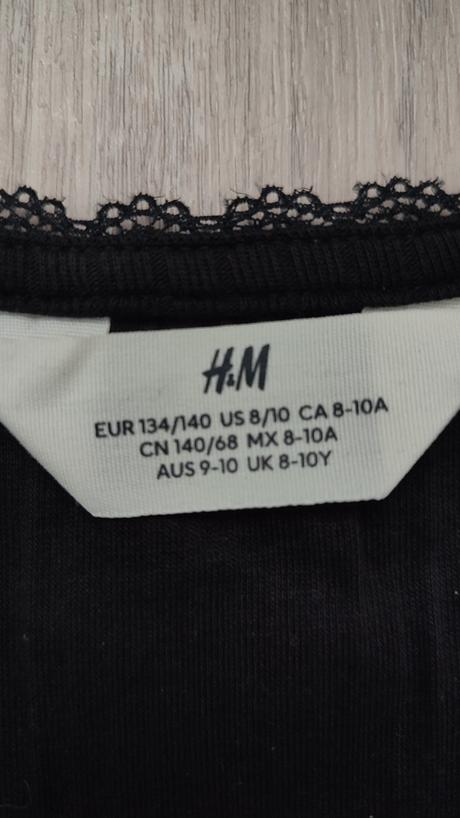 H&M
EUR 134/140 US 8/10 CA 8-10A
CN 140/68 MX 8-10A
AUS 9-10 UK 8-10Y